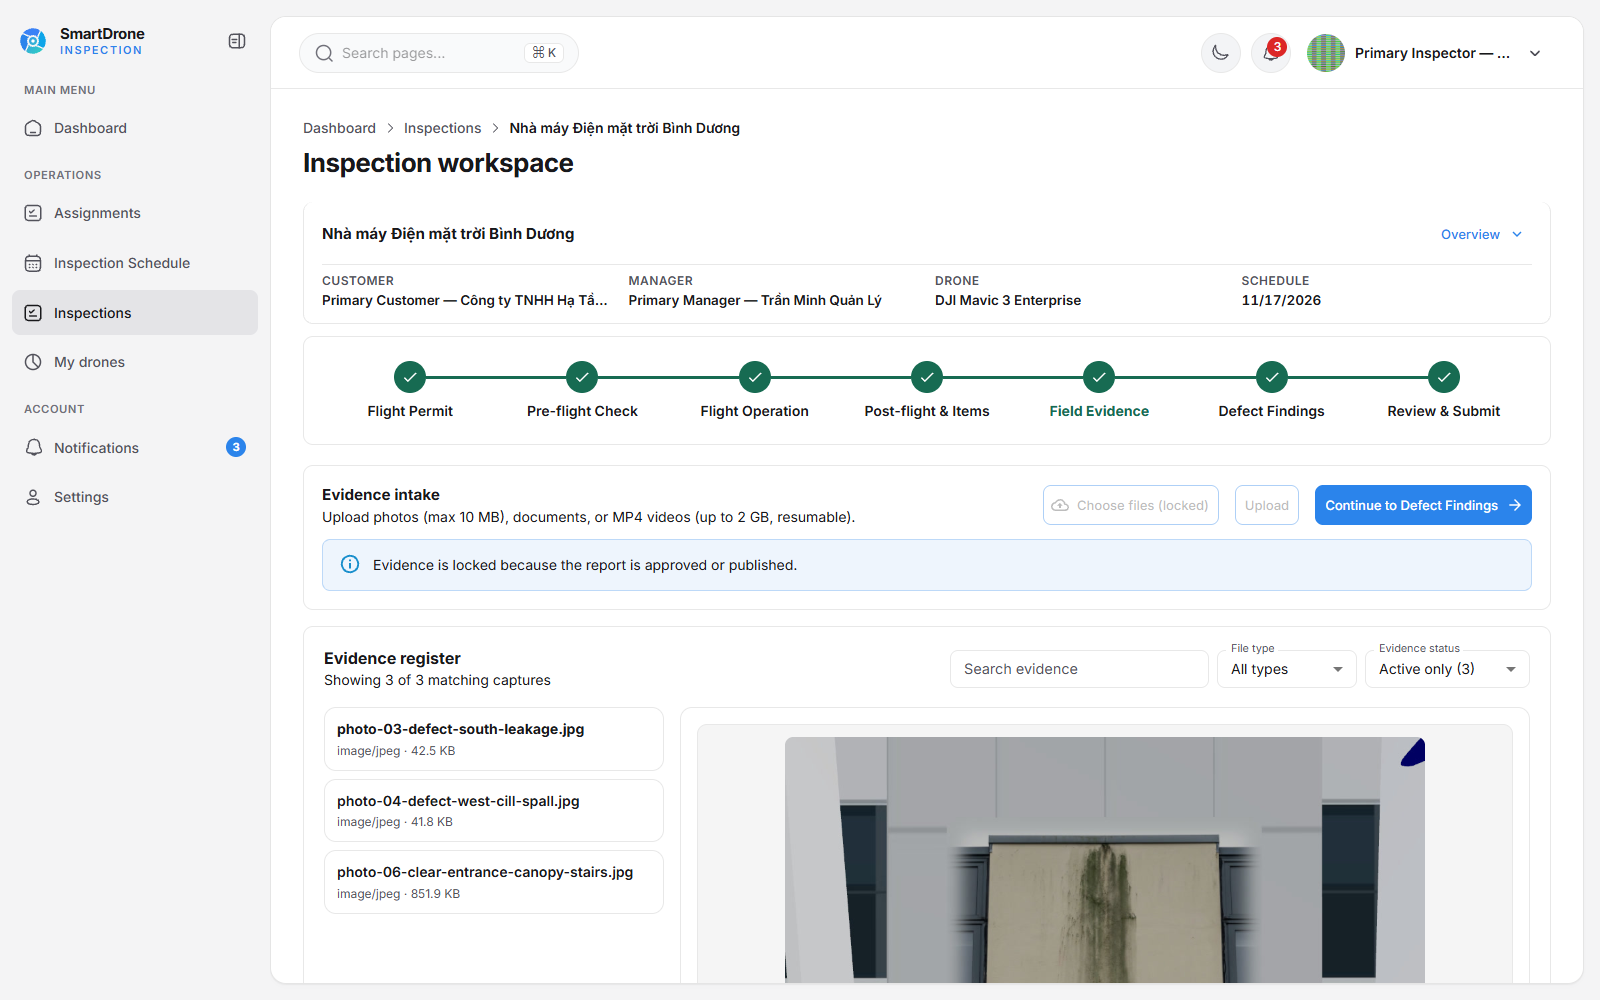 SmartDrone
INSPECTION
MAIN MENU
Dashboard
OPERATIONS
Assignments
Inspection Schedule
Inspections
My drones
ACCOUNT
Notifications 3
Settings
Search pages... ⌘ K
3
Primary Inspector — ...
Dashboard > Inspections > Nhà máy Điện mặt trời Bình Dương
Inspection workspace
Nhà máy Điện mặt trời Bình Dương
Overview
CUSTOMER
Primary Customer — Công ty TNHH Hạ Tầ...
MANAGER
Primary Manager — Trần Minh Quản Lý
DRONE
DJI Mavic 3 Enterprise
SCHEDULE
11/17/2026
Flight Permit
Pre-flight Check
Flight Operation
Post-flight & Items
Field Evidence
Defect Findings
Review & Submit
Evidence intake
Upload photos (max 10 MB), documents, or MP4 videos (up to 2 GB, resumable).
Choose files (locked)
Upload
Continue to Defect Findings
Evidence is locked because the report is approved or published.
Evidence register
Showing 3 of 3 matching captures
Search evidence
File type
All types
Evidence status
Active only (3)
photo-03-defect-south-leakage.jpg
image/jpeg · 42.5 KB
photo-04-defect-west-cill-spall.jpg
image/jpeg · 41.8 KB
photo-06-clear-entrance-canopy-stairs.jpg
image/jpeg · 851.9 KB